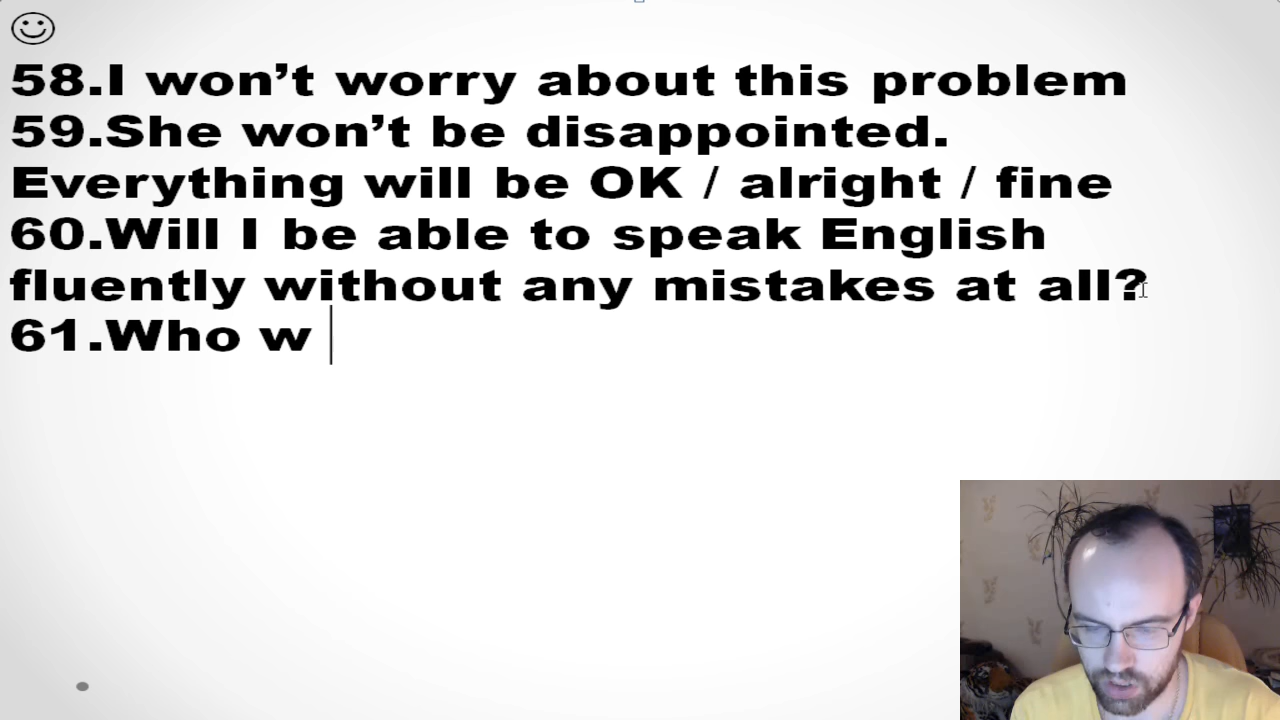 58.I won’t worry about this problem
59.She won’t be disappointed.
Everything will be OK / alright / fine
60.Will I be able to speak English
fluently without any mistakes at all?
61.Who w